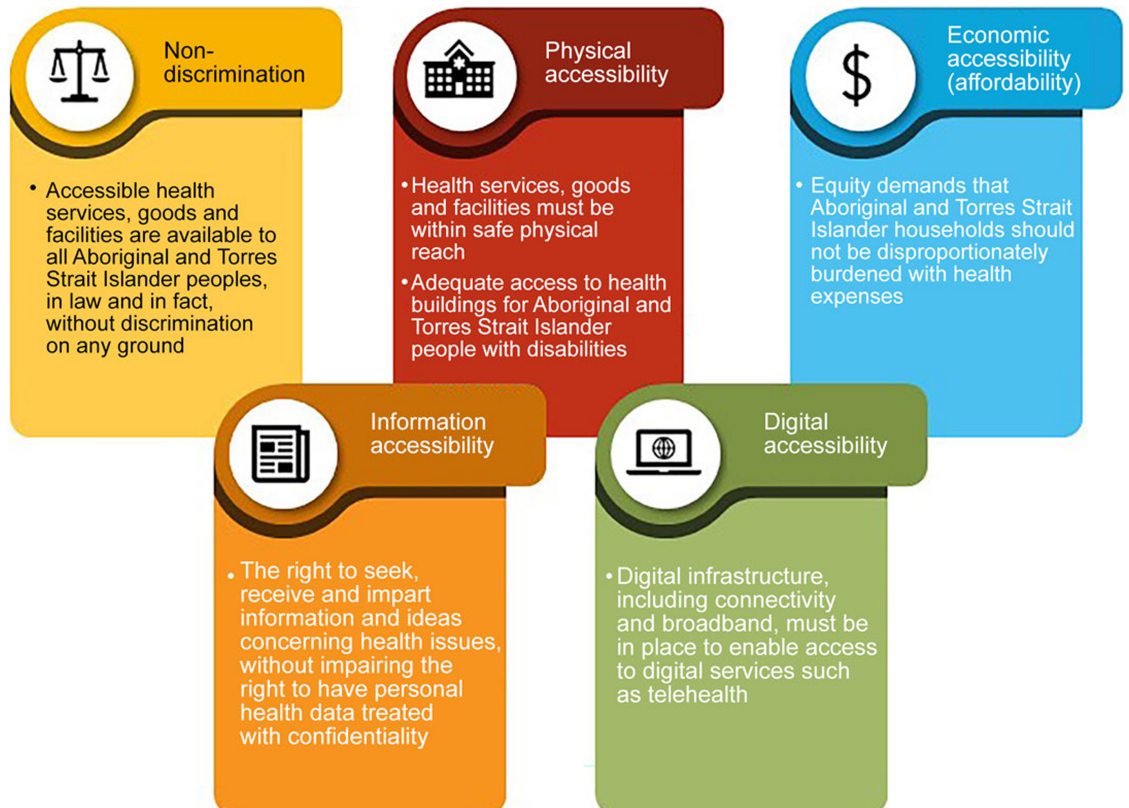 Non-
discrimination
• Accessible health
services, goods and
facilities are available to
all Aboriginal and Torres
Strait Islander peoples,
in law and in fact,
without discrimination
on any ground
Physical
accessibility
•Health services, goods
and facilities must be
within safe physical
reach
•Adequate access to health
buildings for Aboriginal and
Torres Strait Islander
people with disabilities
$
Economic
accessibility
(affordability)
• Equity demands that
Aboriginal and Torres Strait
Islander households should
not be disproportionately
burdened with health
expenses
Information
accessibility
• The right to seek,
receive and impart
information and ideas
concerning health issues,
without impairing the
right to have personal
health data treated
with confidentiality
Digital
accessibility
•Digital infrastructure,
including connectivity
and broadband, must be
in place to enable access
to digital services such
as telehealth